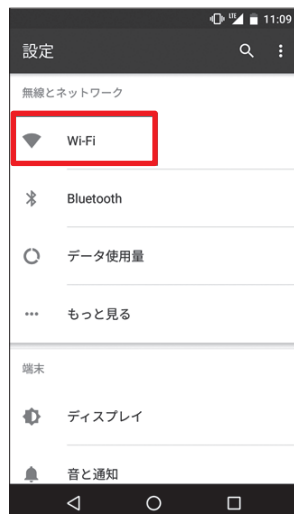 LTE 11:09
設定
無線とネットワーク
Wi-Fi
Bluetooth
データ使用量
もっと見る
端末
ディスプレイ
音と通知